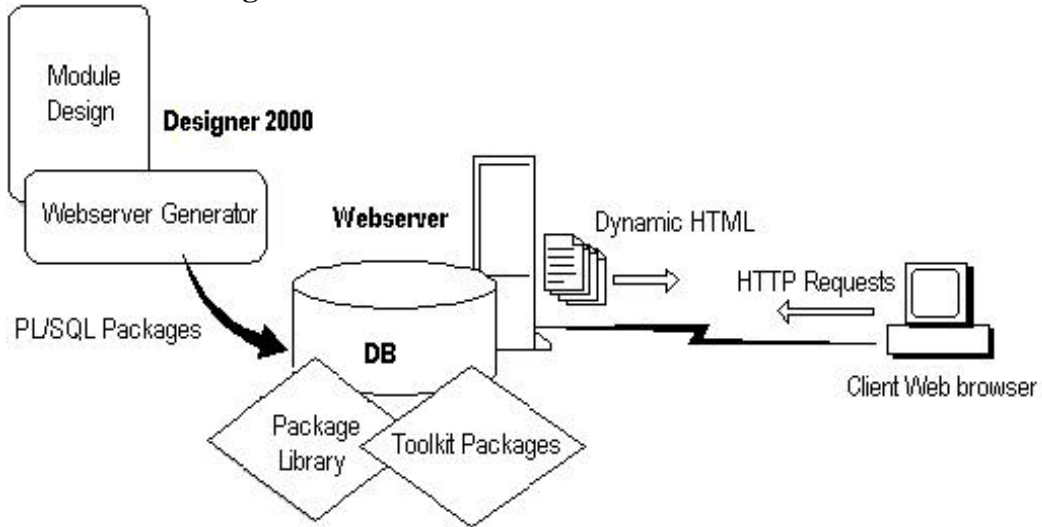 Module
Design
Designer 2000
Webserver Generator
Webserver
Dynamic HTML
HTTP Requests
PL/SQL Packages
DB
Client Web browser
Package
Library
Toolkit Packages